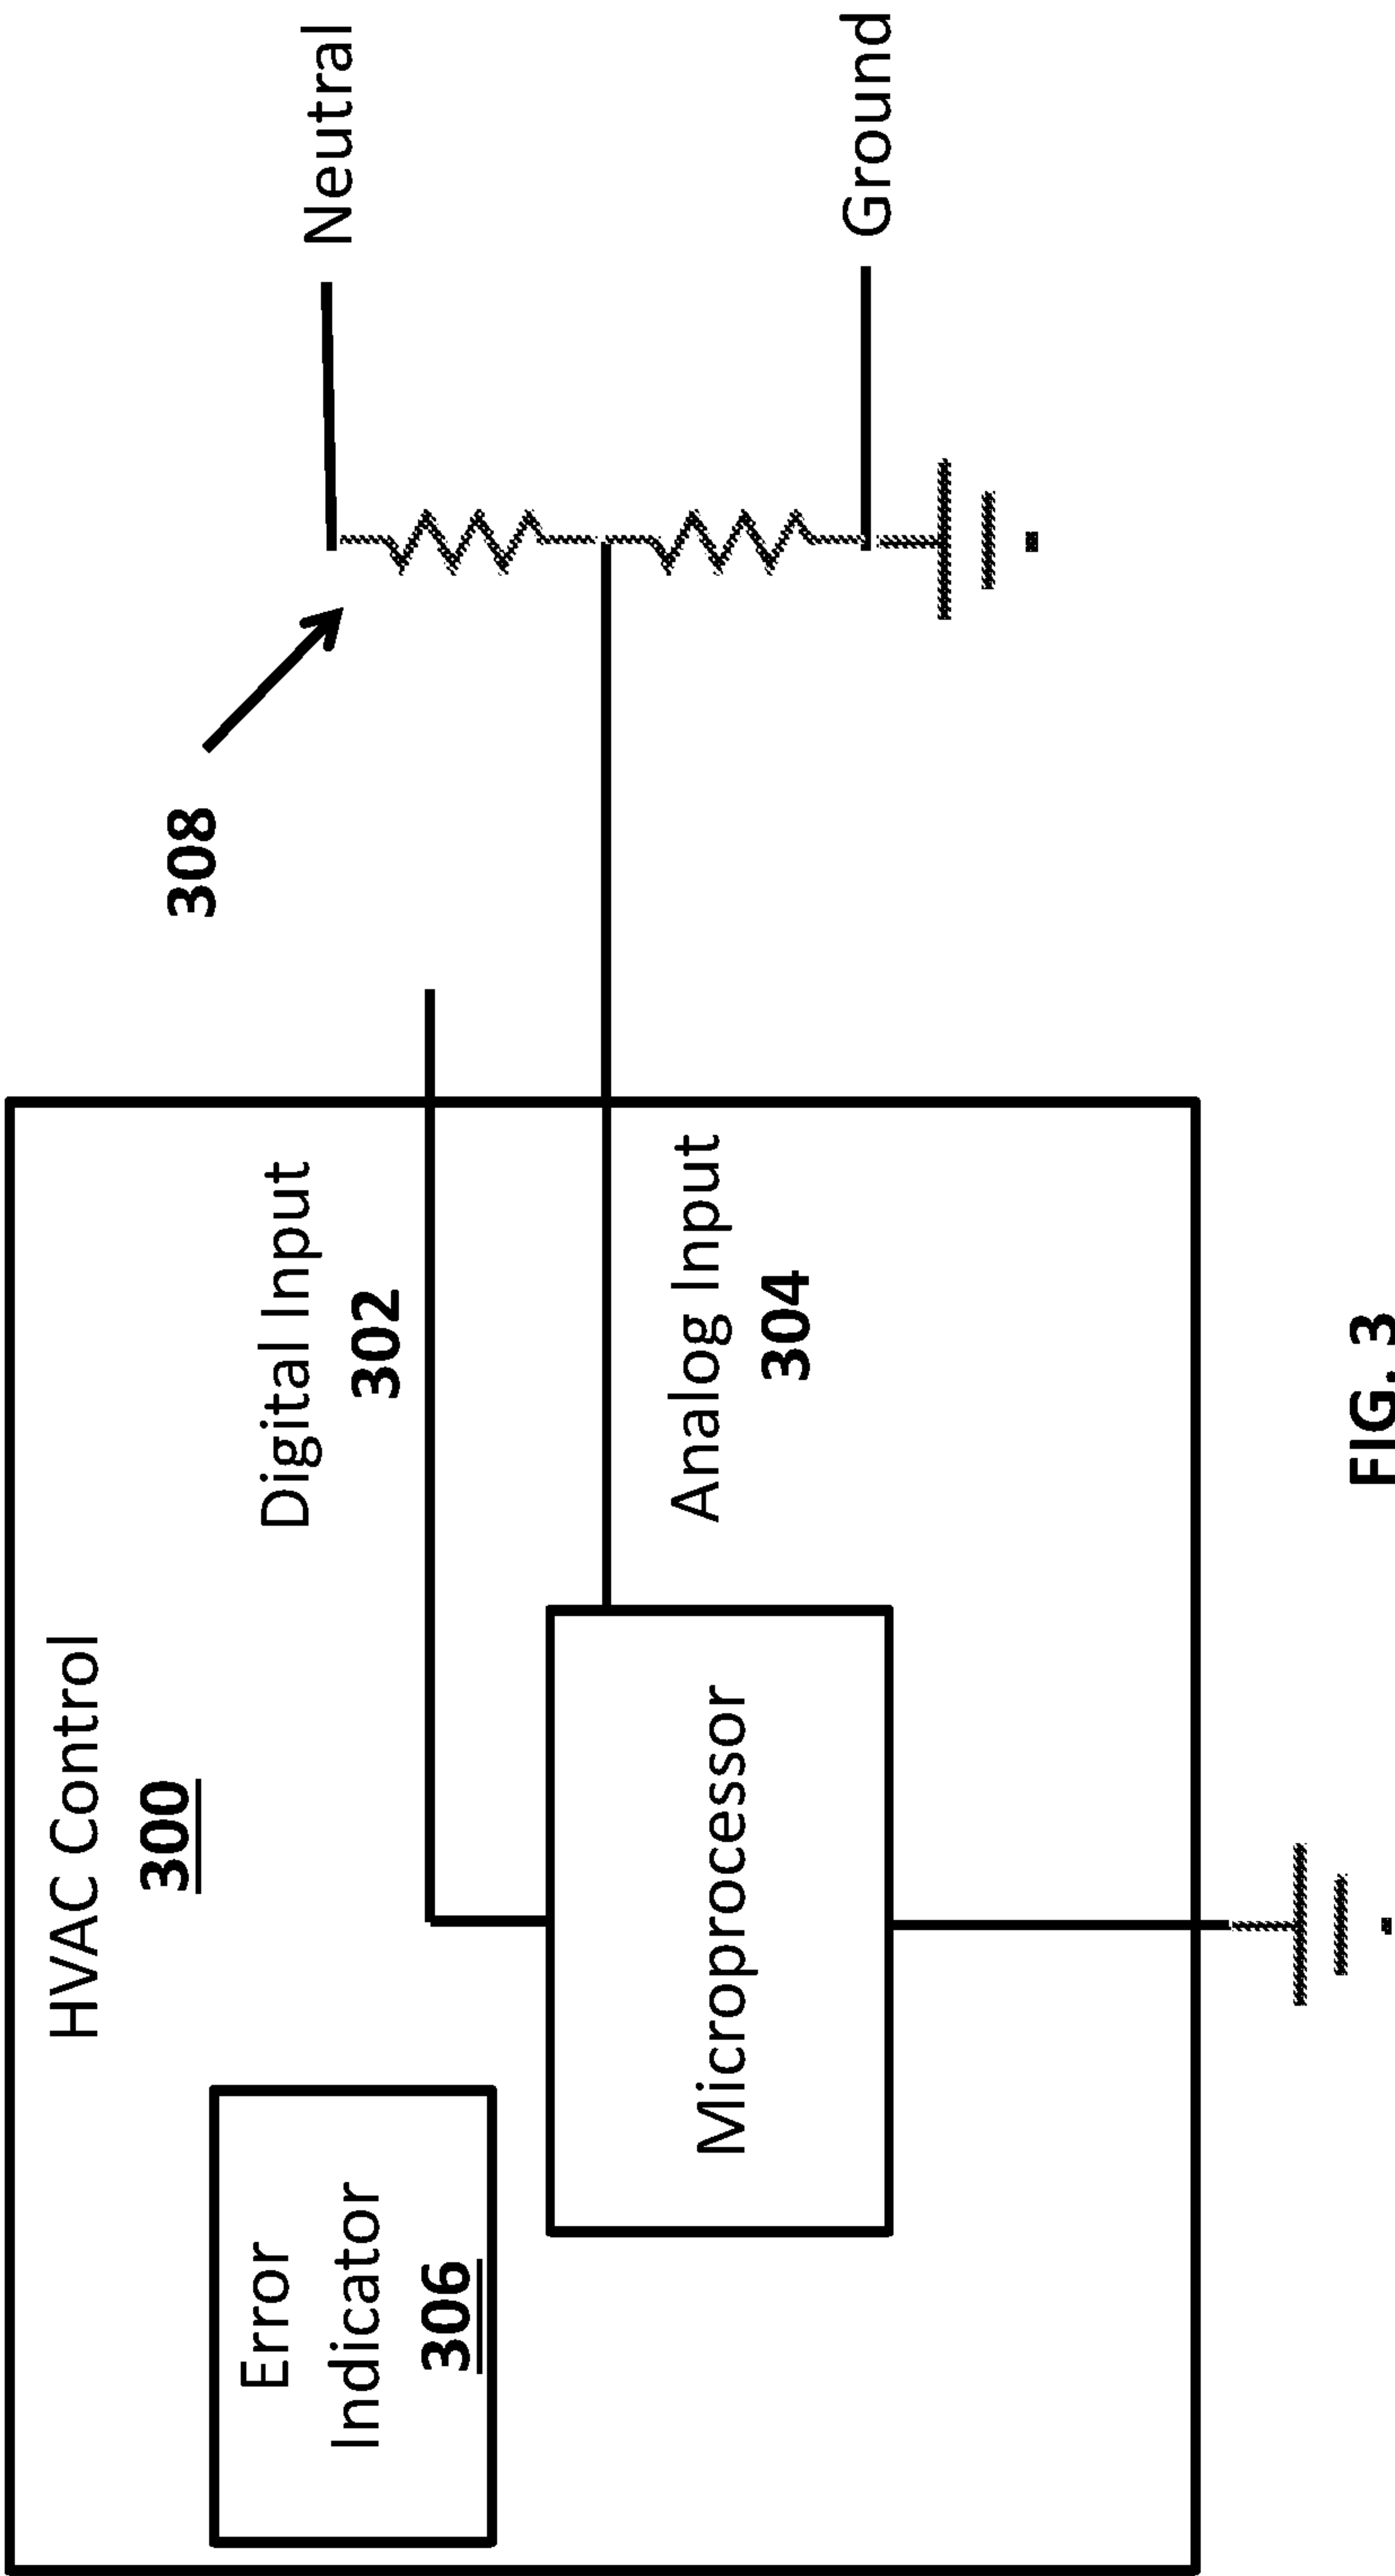 HVAC Control
300
Error
Indicator
306
Digital Input
302
308
Neutral
Microprocessor
Analog Input
304
Ground
FIG. 3